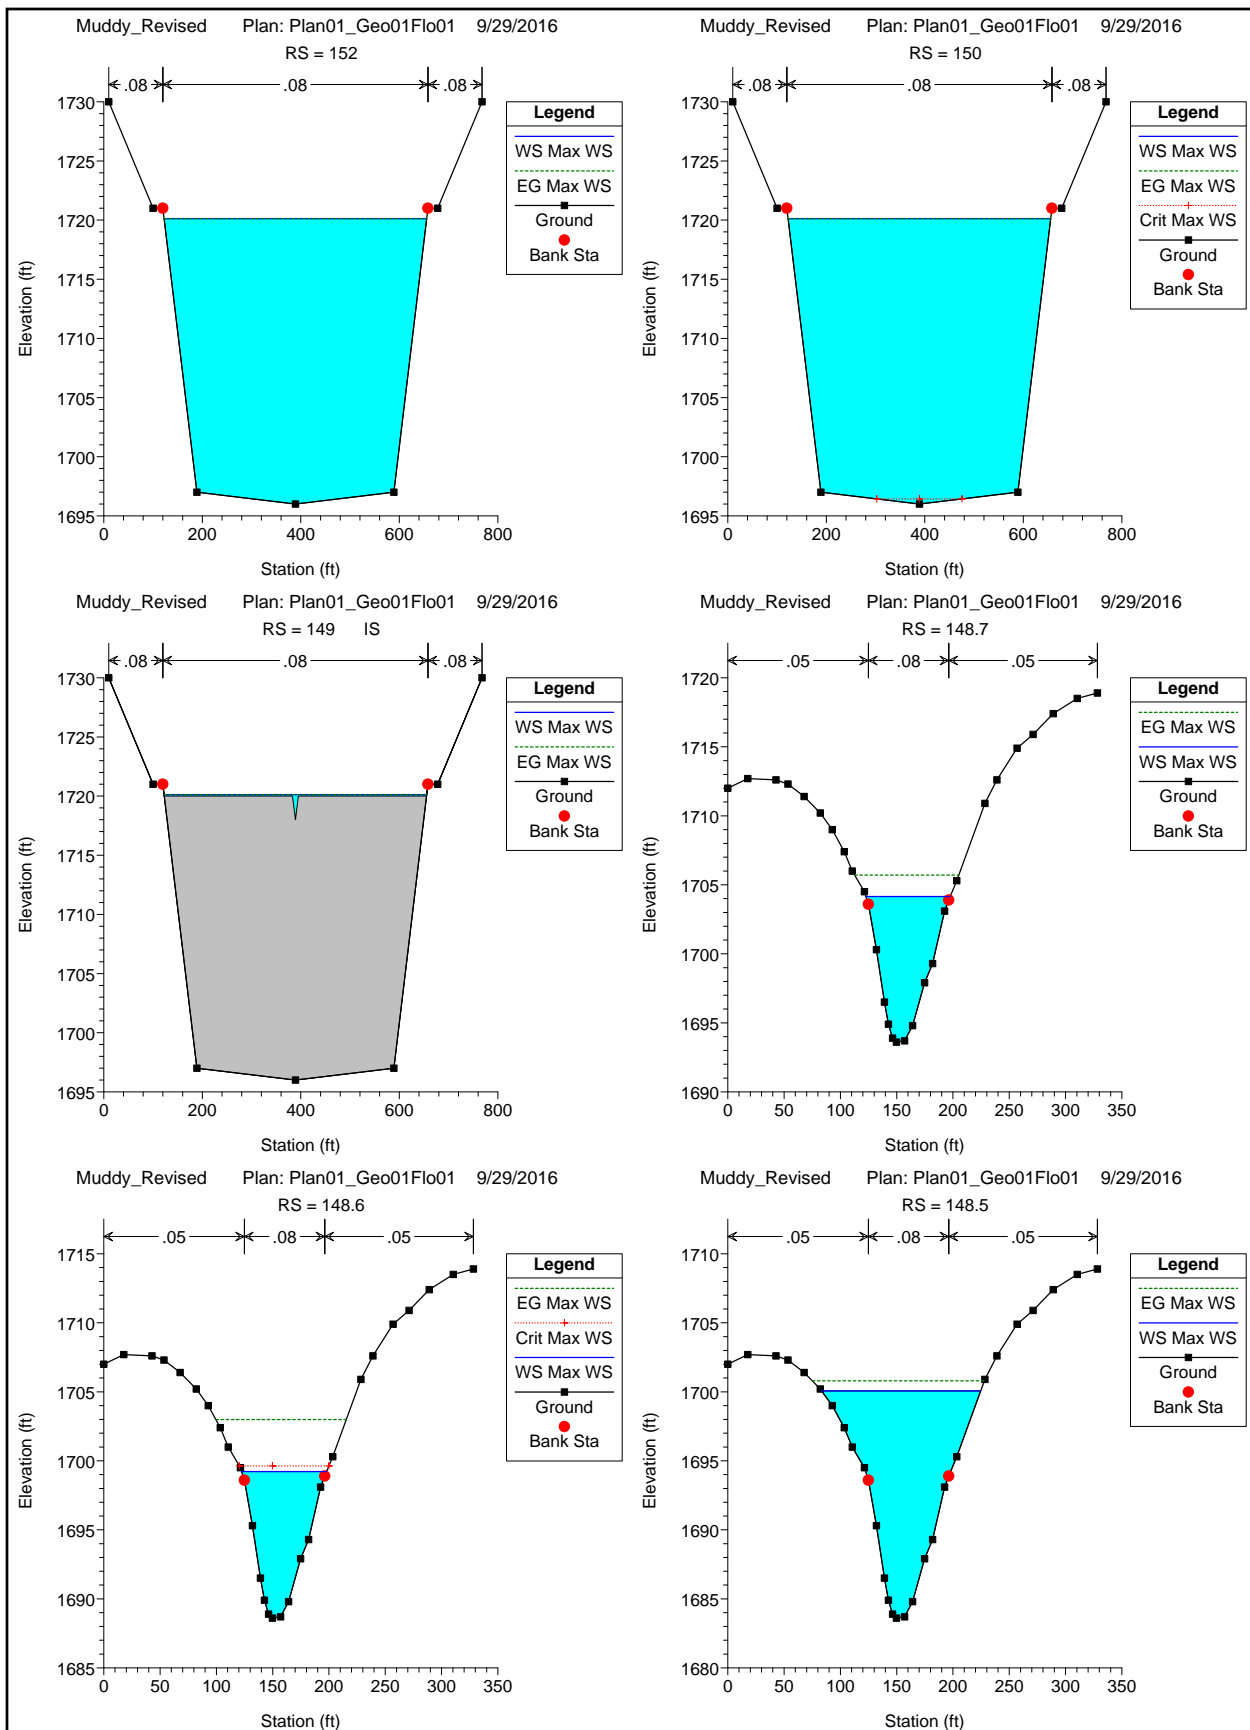 Muddy_Revised Plan: Plan01_Geo01Flo01 9/29/2016
RS = 152
.08 .08 .08
1730
1725
1720
1715
1710
1705
1700
1695
0 200 400 600 800
Station (ft)
Elevation (ft)
Legend
WS Max WS
EG Max WS
Ground
Bank Sta
Muddy_Revised Plan: Plan01_Geo01Flo01 9/29/2016
RS = 150
.08 .08 .08
1730
1725
1720
1715
1710
1705
1700
1695
0 200 400 600 800
Station (ft)
Elevation (ft)
Legend
WS Max WS
EG Max WS
Crit Max WS
Ground
Bank Sta
Muddy_Revised Plan: Plan01_Geo01Flo01 9/29/2016
RS = 149 IS
.08 .08 .08
1730
1725
1720
1715
1710
1705
1700
1695
0 200 400 600 800
Station (ft)
Elevation (ft)
Legend
WS Max WS
EG Max WS
Ground
Bank Sta
Muddy_Revised Plan: Plan01_Geo01Flo01 9/29/2016
RS = 148.7
.05 .08 .05
1720
1715
1710
1705
1700
1695
1690
0 50 100 150 200 250 300 350
Station (ft)
Elevation (ft)
Legend
EG Max WS
WS Max WS
Ground
Bank Sta
Muddy_Revised Plan: Plan01_Geo01Flo01 9/29/2016
RS = 148.6
.05 .08 .05
1715
1710
1705
1700
1695
1690
1685
0 50 100 150 200 250 300 350
Station (ft)
Elevation (ft)
Legend
EG Max WS
Crit Max WS
WS Max WS
Ground
Bank Sta
Muddy_Revised Plan: Plan01_Geo01Flo01 9/29/2016
RS = 148.5
.05 .08 .05
1710
1705
1700
1695
1690
1685
1680
0 50 100 150 200 250 300 350
Station (ft)
Elevation (ft)
Legend
EG Max WS
WS Max WS
Ground
Bank Sta